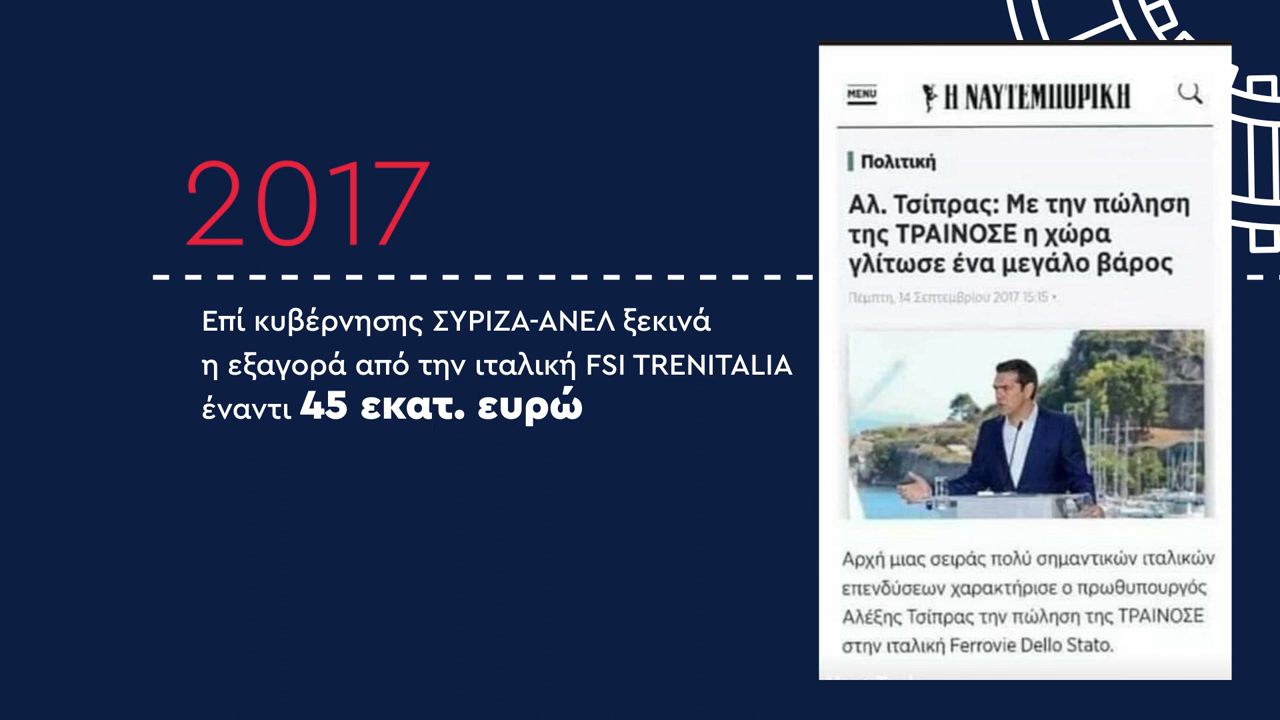 2017
Επί κυβέρνησης ΣΥΡΙΖΑ-ΑΝΕΛ ξεκινά
η εξαγορά από την ιταλική FSI TRENITALIA
έναντι 45 εκατ. ευρώ
MENU
Η ΝΑΥΤΕΜΠΟΡΙΚΗ
Πολιτική
Αλ. Τσίπρας: Με την πώληση
της ΤΡΑΙΝΟΣΕ η χώρα
γλίτωσε ένα μεγάλο βάρος
Πέμπτη, 14 Σεπτεμβρίου 2017 15:15 •
Αρχή μιας σειράς πολύ σημαντικών ιταλικών
επενδύσεων χαρακτήρισε ο πρωθυπουργός
Αλέξης Τσίπρας την πώληση της ΤΡΑΙΝΟΣΕ
στην ιταλική Ferrovie Dello Stato.